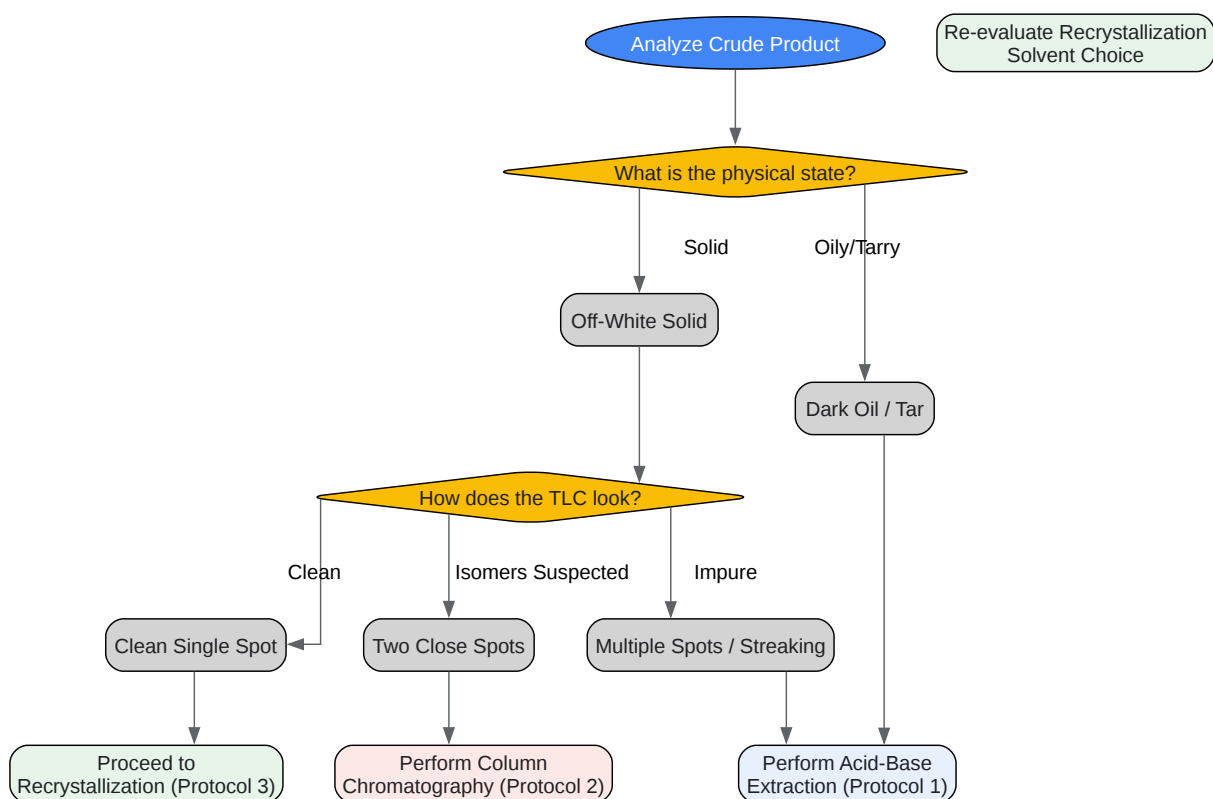 Analyze Crude Product
Re-evaluate Recrystallization
Solvent Choice
What is the physical state?
Solid
Oily/Tarry
Off-White Solid
Dark Oil / Tar
How does the TLC look?
Clean
Isomers Suspected
Impure
Clean Single Spot
Two Close Spots
Multiple Spots / Streaking
Proceed to
Recrystallization (Protocol 3)
Perform Column
Chromatography (Protocol 2)
Perform Acid-Base
Extraction (Protocol 1)